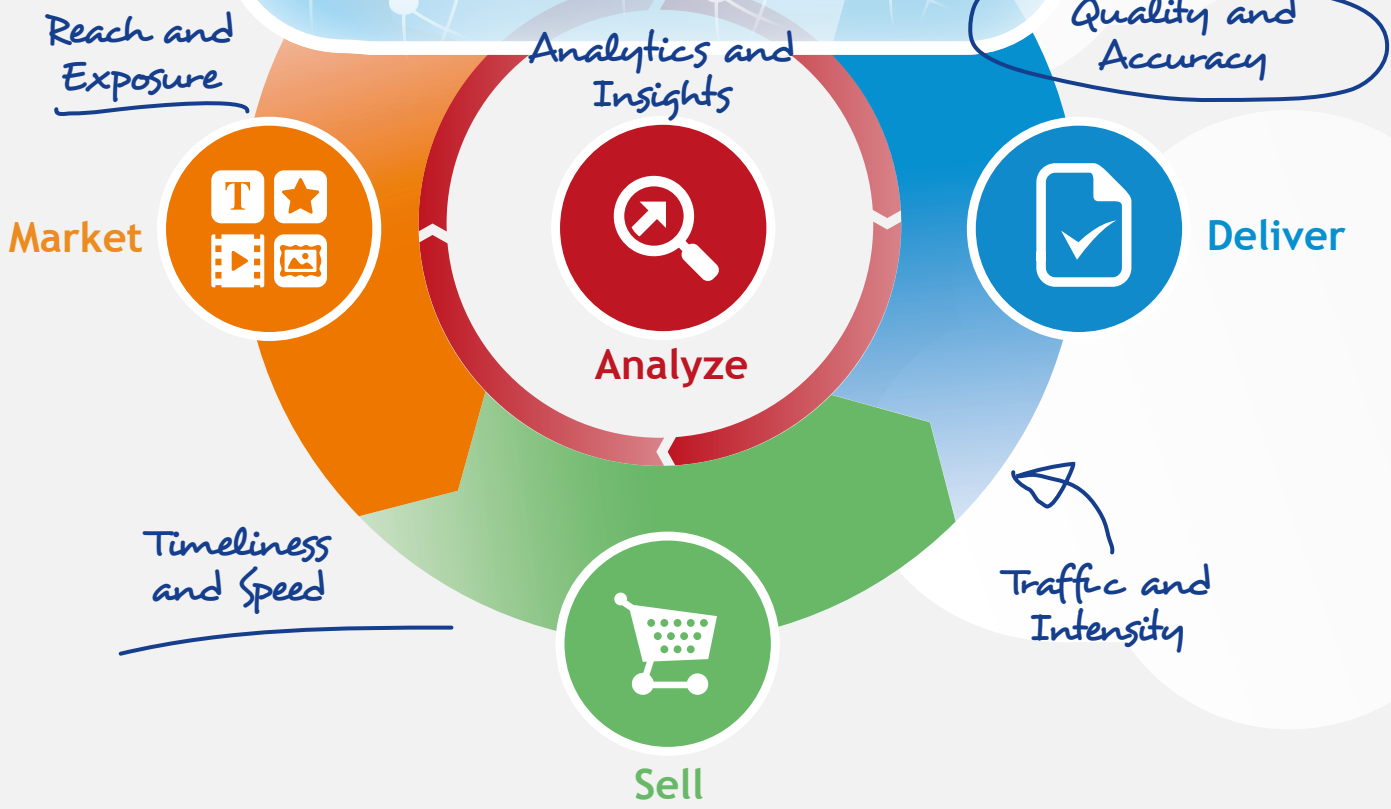 Reach and
Exposure
Analytics and
Insights
Quality and
Accuracy
T
Market
Deliver
Analyze
Timeliness
and Speed
Traffic and
Intensity
Sell